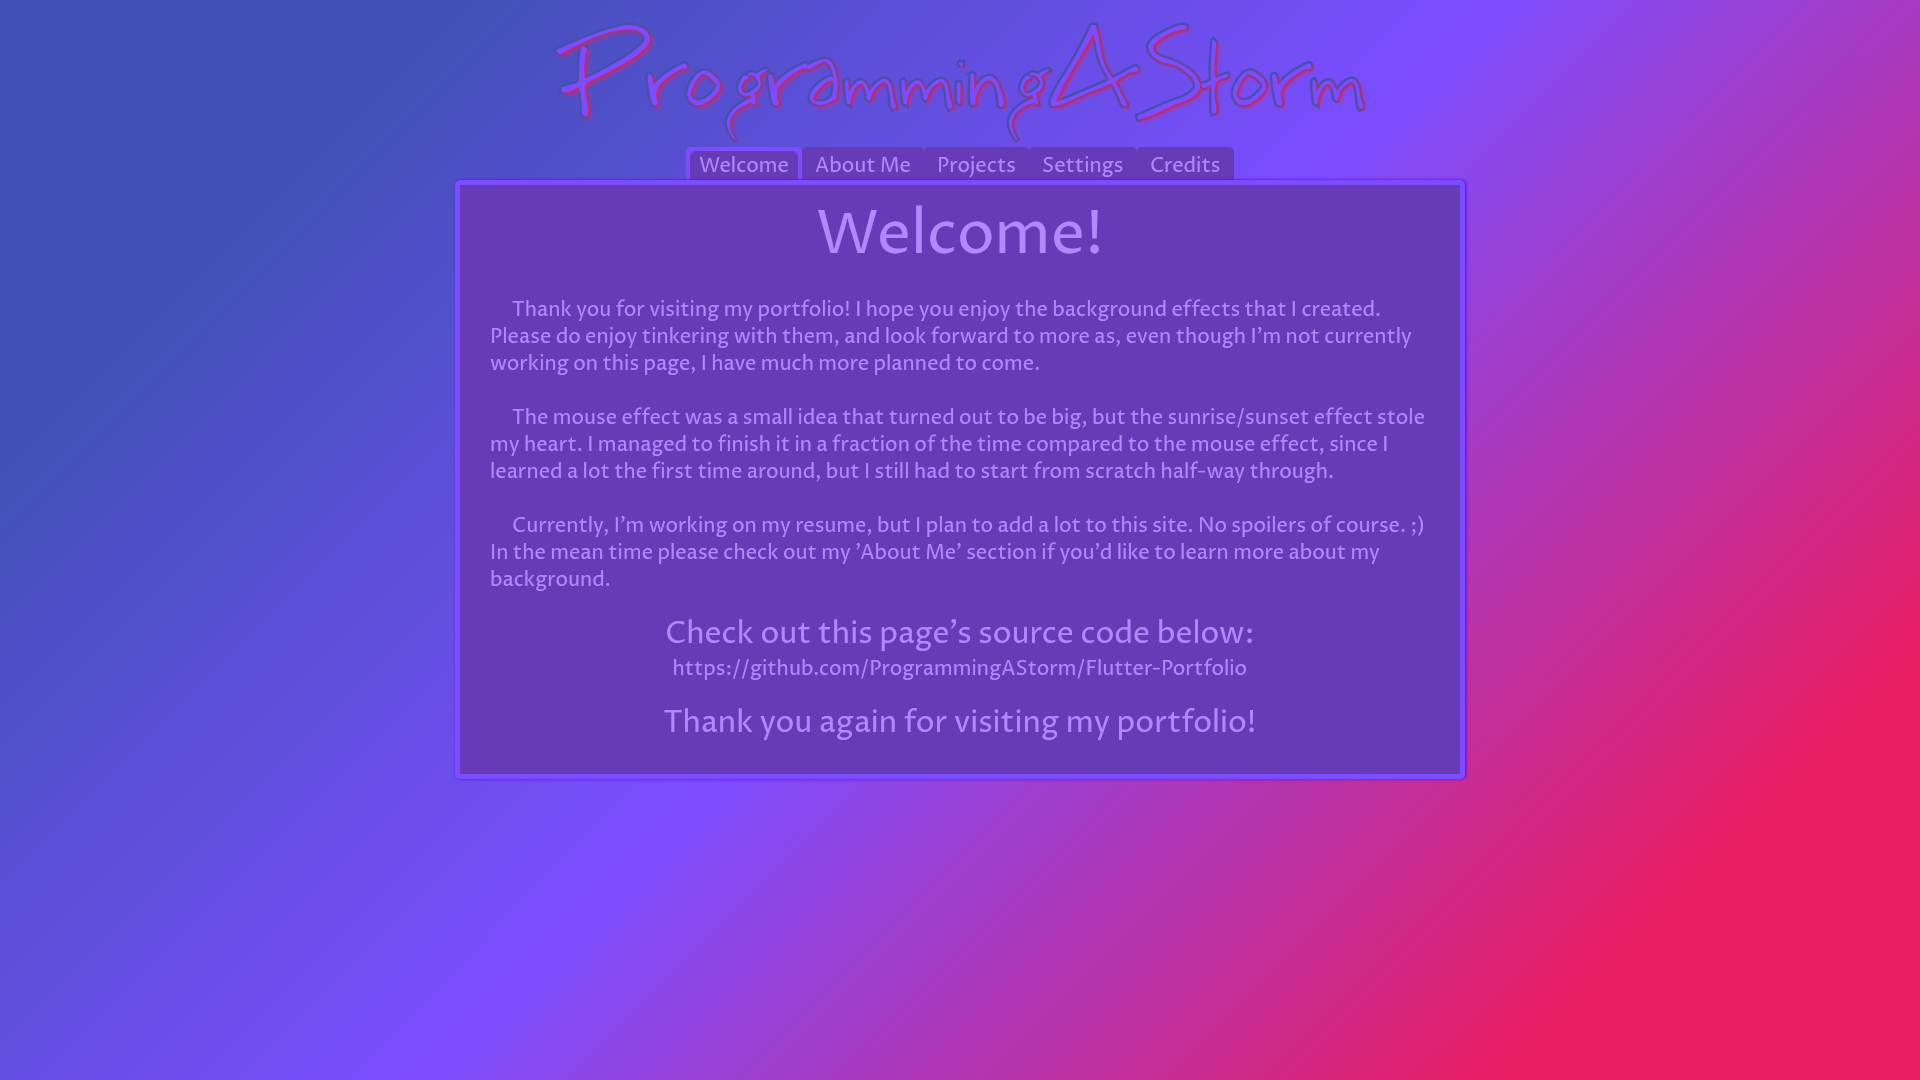 ProgrammingAStorm
Welcome About Me Projects Settings Credits
Welcome!
Thank you for visiting my portfolio! I hope you enjoy the background effects that I created.
Please do enjoy tinkering with them, and look forward to more as, even though I’m not currently
working on this page, I have much more planned to come.
The mouse effect was a small idea that turned out to be big, but the sunrise/sunset effect stole
my heart. I managed to finish it in a fraction of the time compared to the mouse effect, since I
learned a lot the first time around, but I still had to start from scratch half-way through.
Currently, I’m working on my resume, but I plan to add a lot to this site. No spoilers of course. ;)
In the mean time please check out my ’About Me’ section if you’d like to learn more about my
background.
Check out this page’s source code below:
https://github.com/ProgrammingAStorm/Flutter-Portfolio
Thank you again for visiting my portfolio!